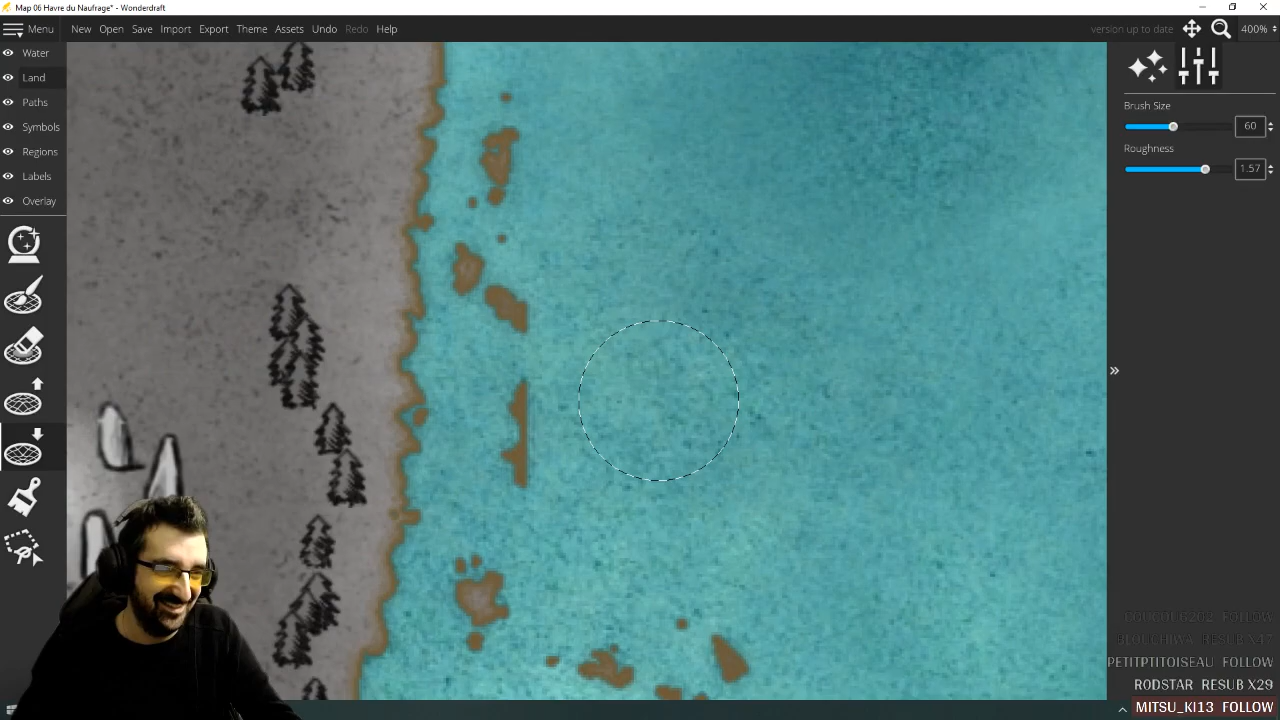 Map 06 Havre du Naufrage* - Wonderdraft
Menu New Open Save Import Export Theme Assets Undo Redo Help version up to date 400%
Water
Land
Paths
Symbols
Regions
Labels
Overlay
Brush Size
60
Roughness
1.57
PETITPTITOISEAU FOLLOW
RODSTAR RESUB X29
MITSU_KI13 FOLLOW